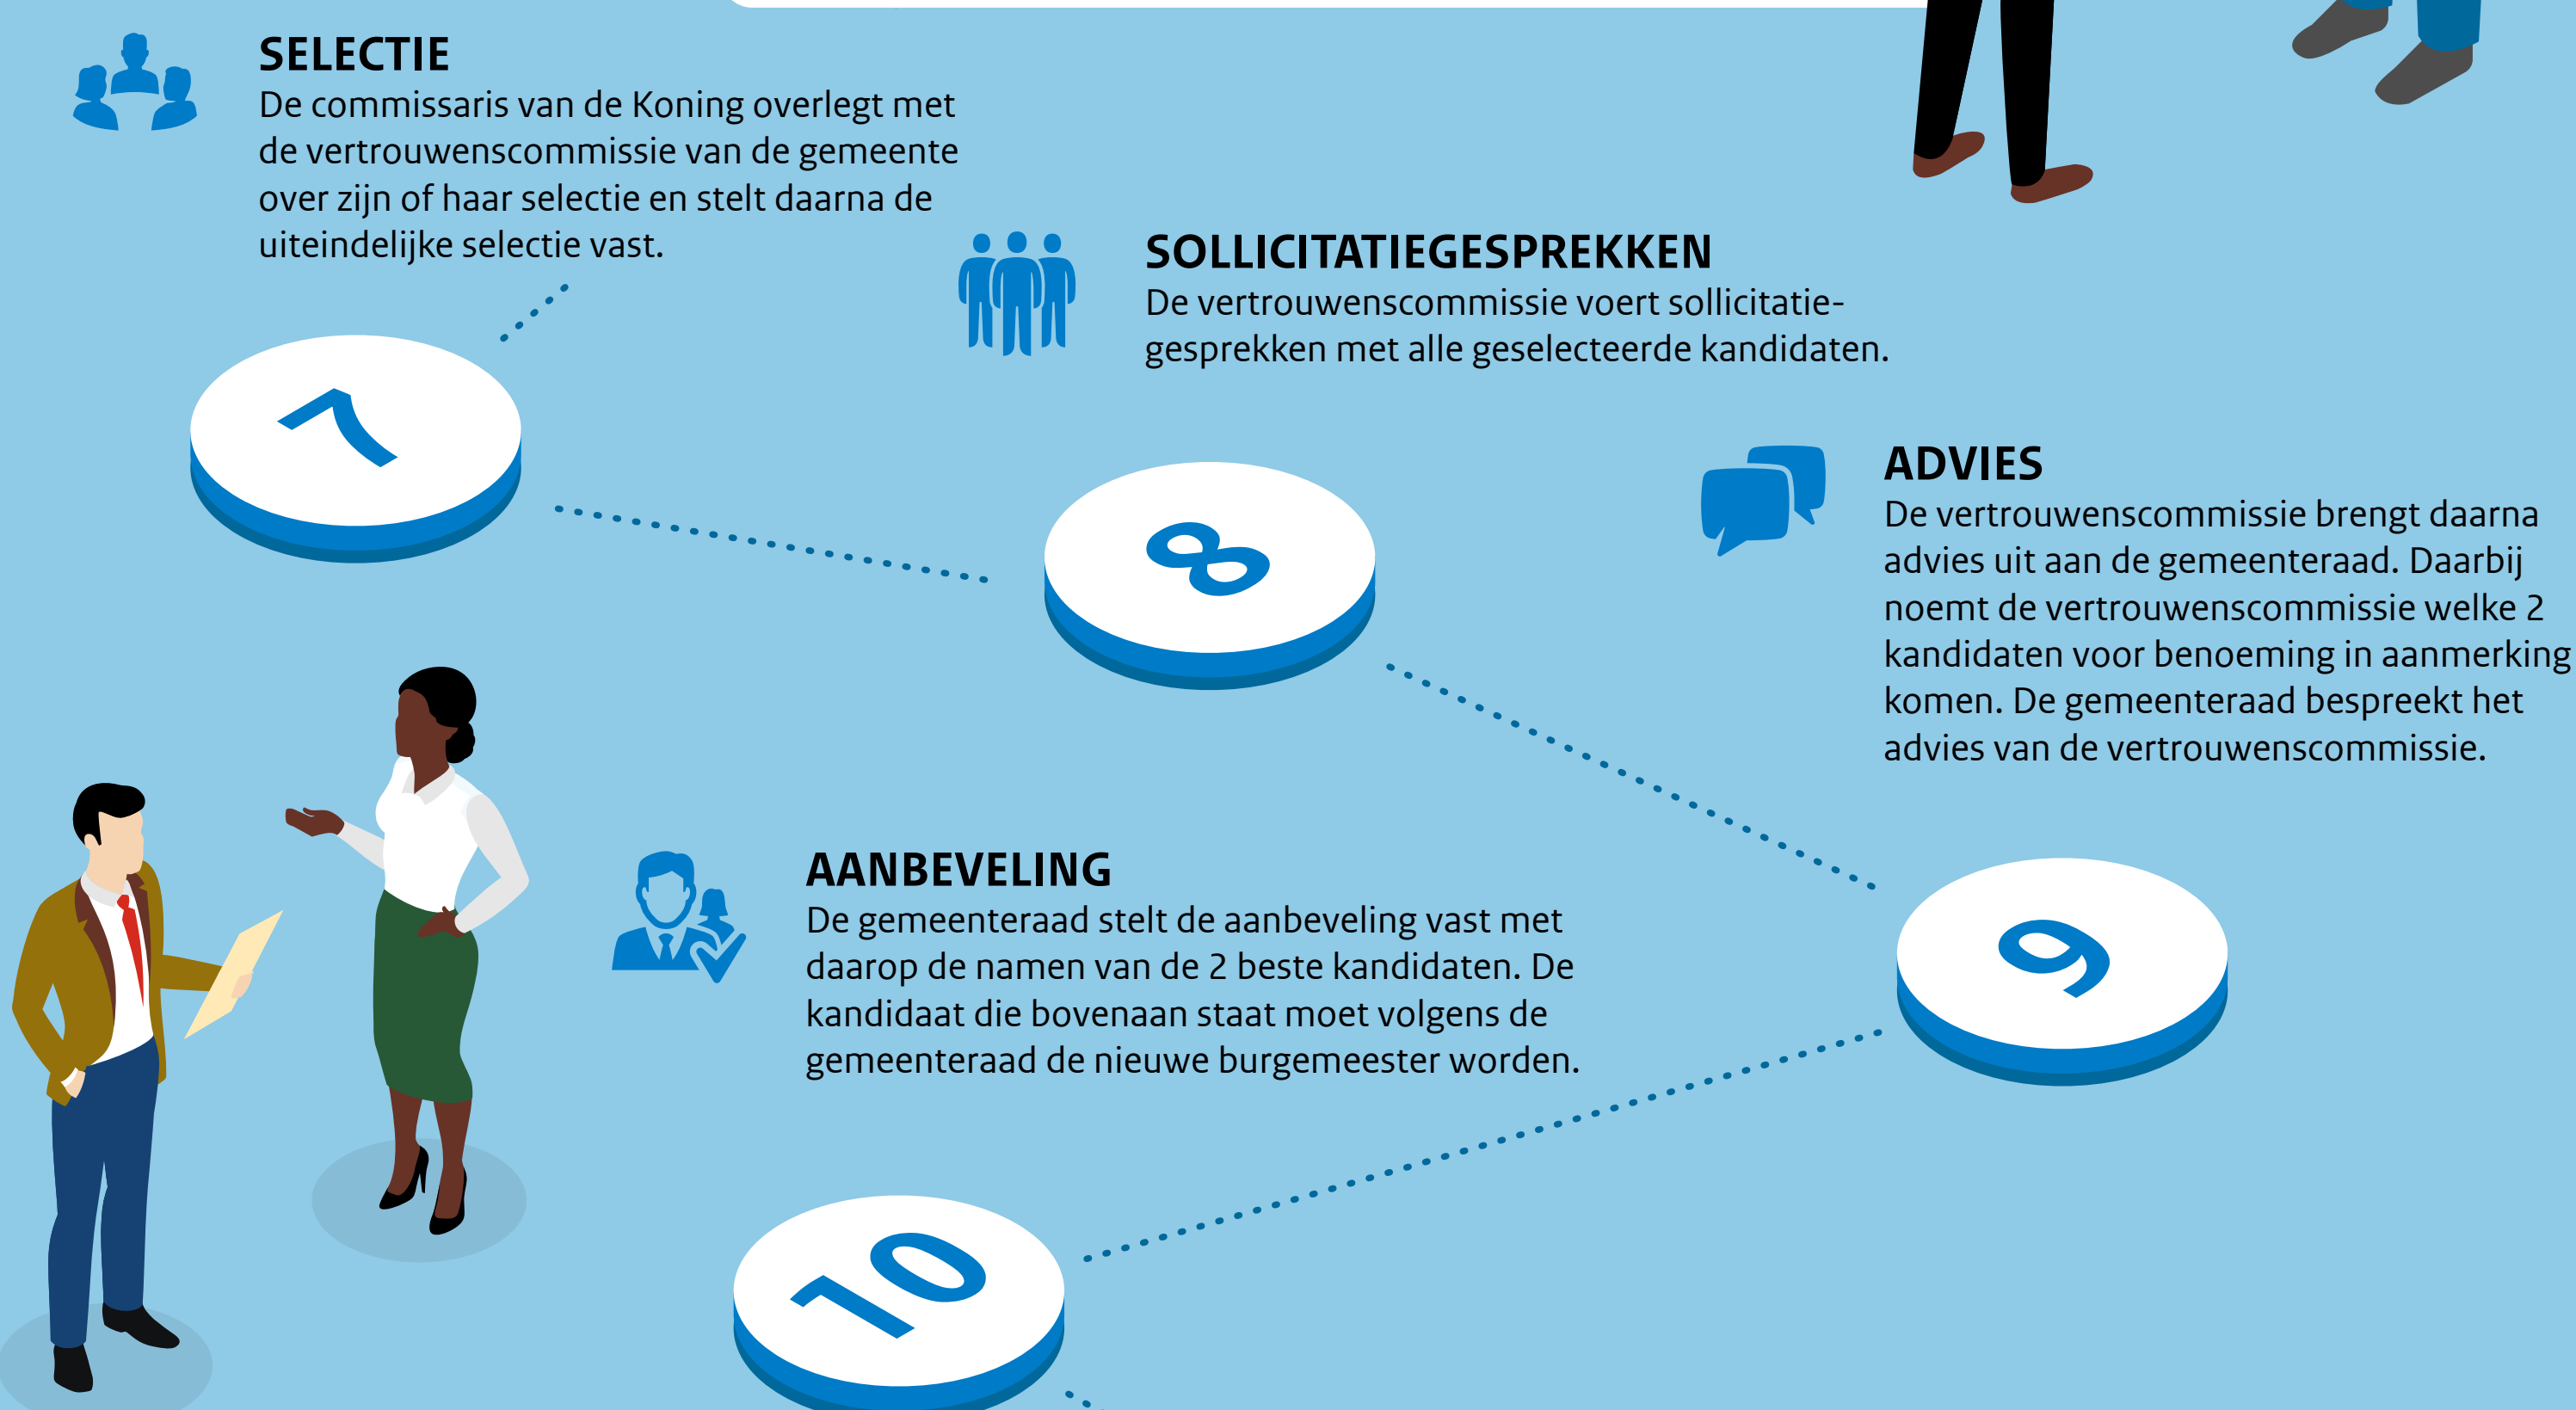 SELECTIE
De commissaris van de Koning overlegt met
de vertrouwenscommissie van de gemeente
over zijn of haar selectie en stelt daarna de
uiteindelijke selectie vast.
7
SOLLICITATIEGESPREKKEN
De vertrouwenscommissie voert sollicitatie-
gesprekken met alle geselecteerde kandidaten.
8
ADVIES
De vertrouwenscommissie brengt daarna
advies uit aan de gemeenteraad. Daarbij
noemt de vertrouwenscommissie welke 2
kandidaten voor benoeming in aanmerking
komen. De gemeenteraad bespreekt het
advies van de vertrouwenscommissie.
9
AANBEVELING
De gemeenteraad stelt de aanbeveling vast met
daarop de namen van de 2 beste kandidaten. De
kandidaat die bovenaan staat moet volgens de
gemeenteraad de nieuwe burgemeester worden.
10